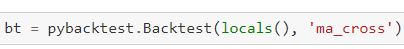 bt = pybacktest.Backtest(locals(), 'ma_cross')